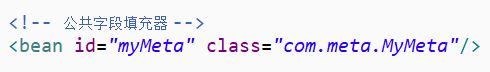 <!-- 公共字段填充器 -->
<bean id="myMeta" class="com.meta.MyMeta"/>